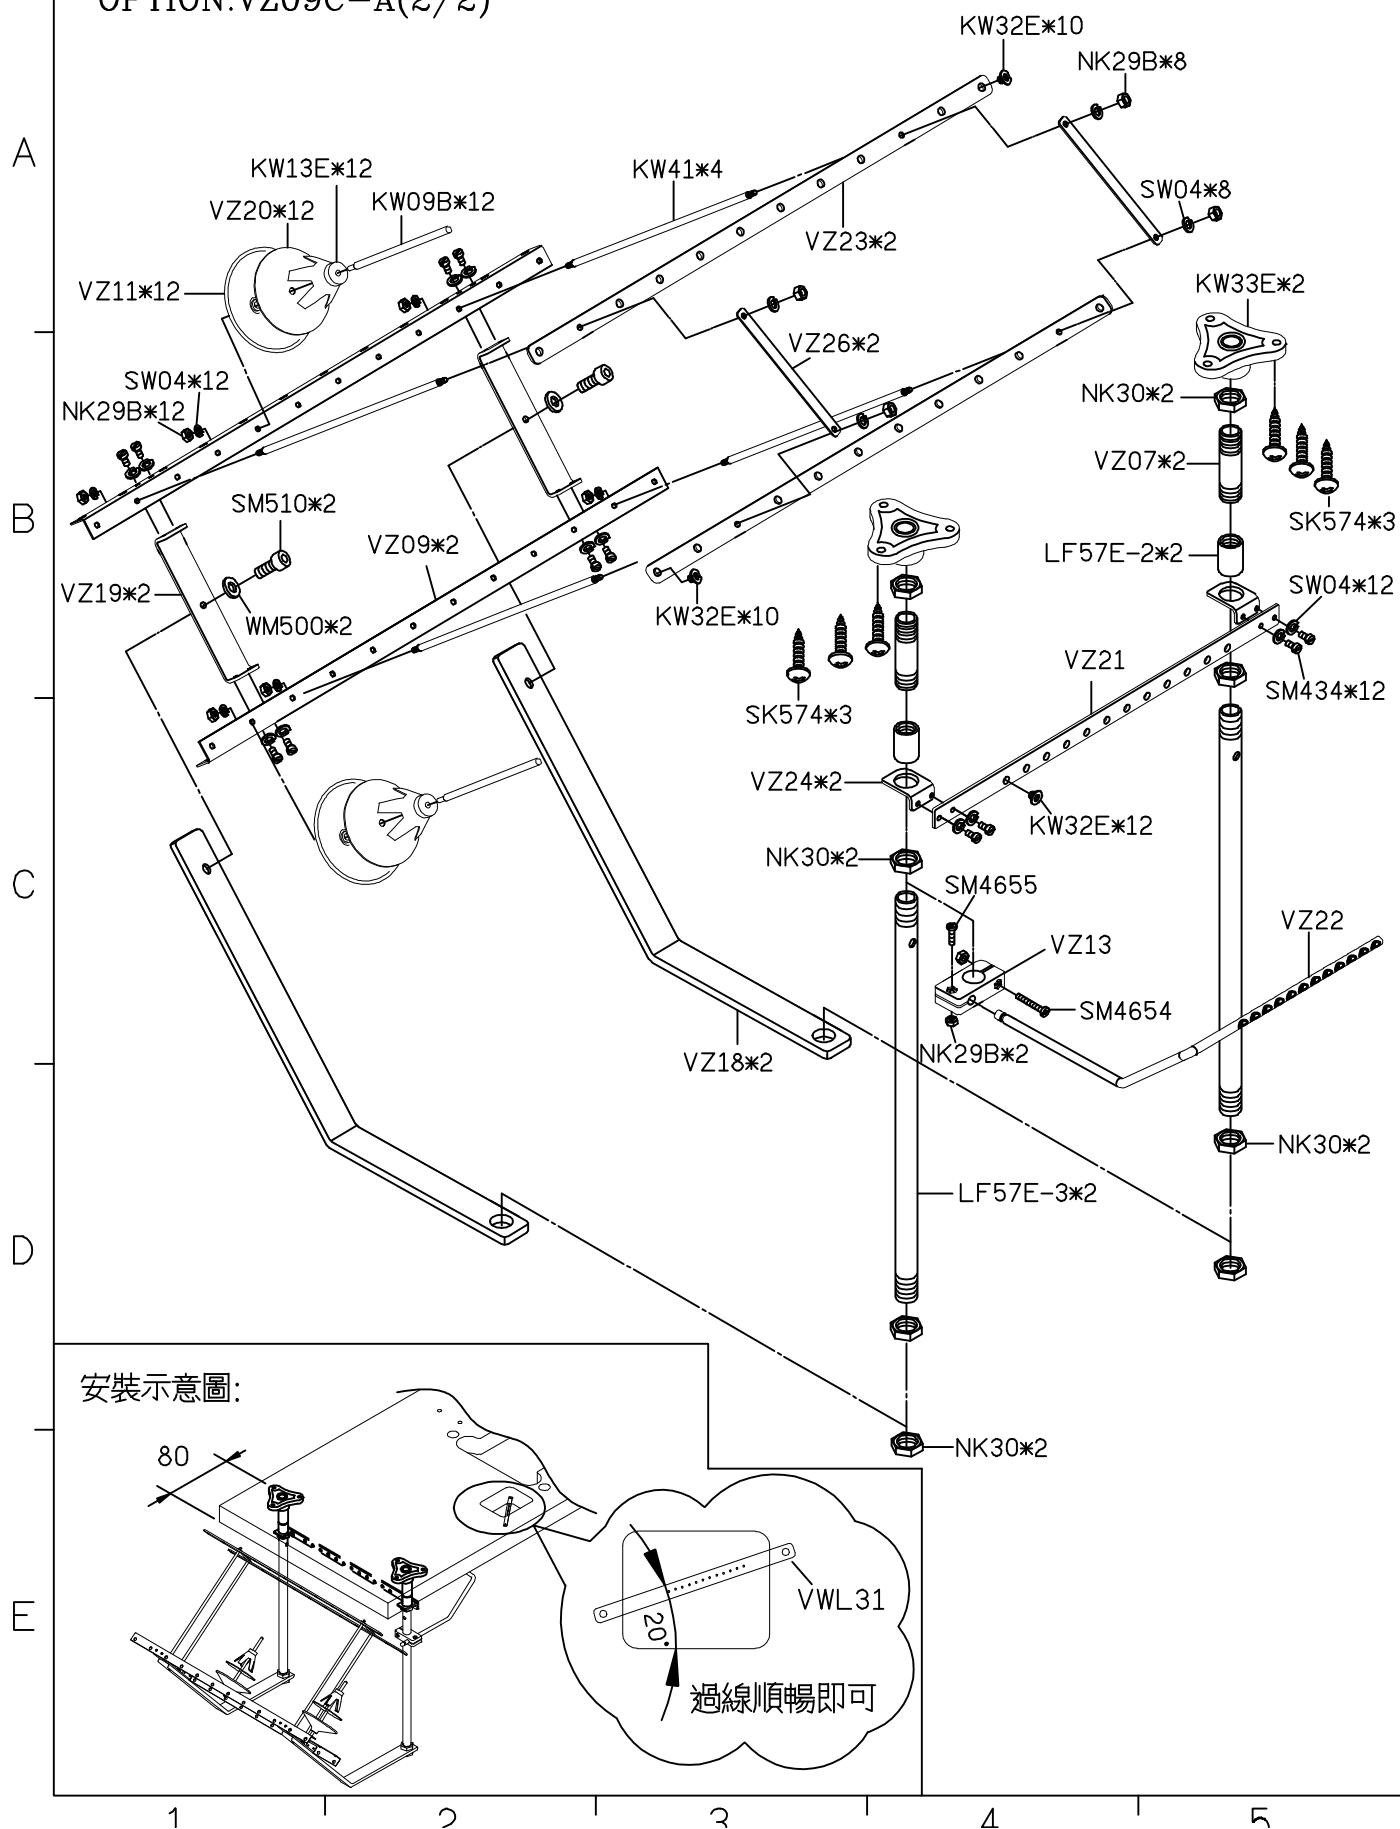 OPTION:VZ09C-A(2/2)
KW32E*10
NK29B*8
A
KW13E*12
KW41*4
VZ20*12
KW09B*12
SW04*8
VZ23*2
VZ11*12
KW33E*2
VZ26*2
SW04*12
NK30*2
NK29B*12
VZ07*2
SM510*2
B
SK574*3
VZ09*2
LF57E-2*2
VZ19*2
SW04*12
WM500*2
KW32E*10
VZ21
SM434*12
SK574*3
VZ24*2
KW32E*12
NK30*2
C
SM4655
VZ22
VZ13
SM4654
NK29B*2
VZ18*2
NK30*2
LF57E-3*2
D
安裝示意圖:
NK30*2
80
VWL31
E
20°
過線順暢即可
1 2 3 4 5